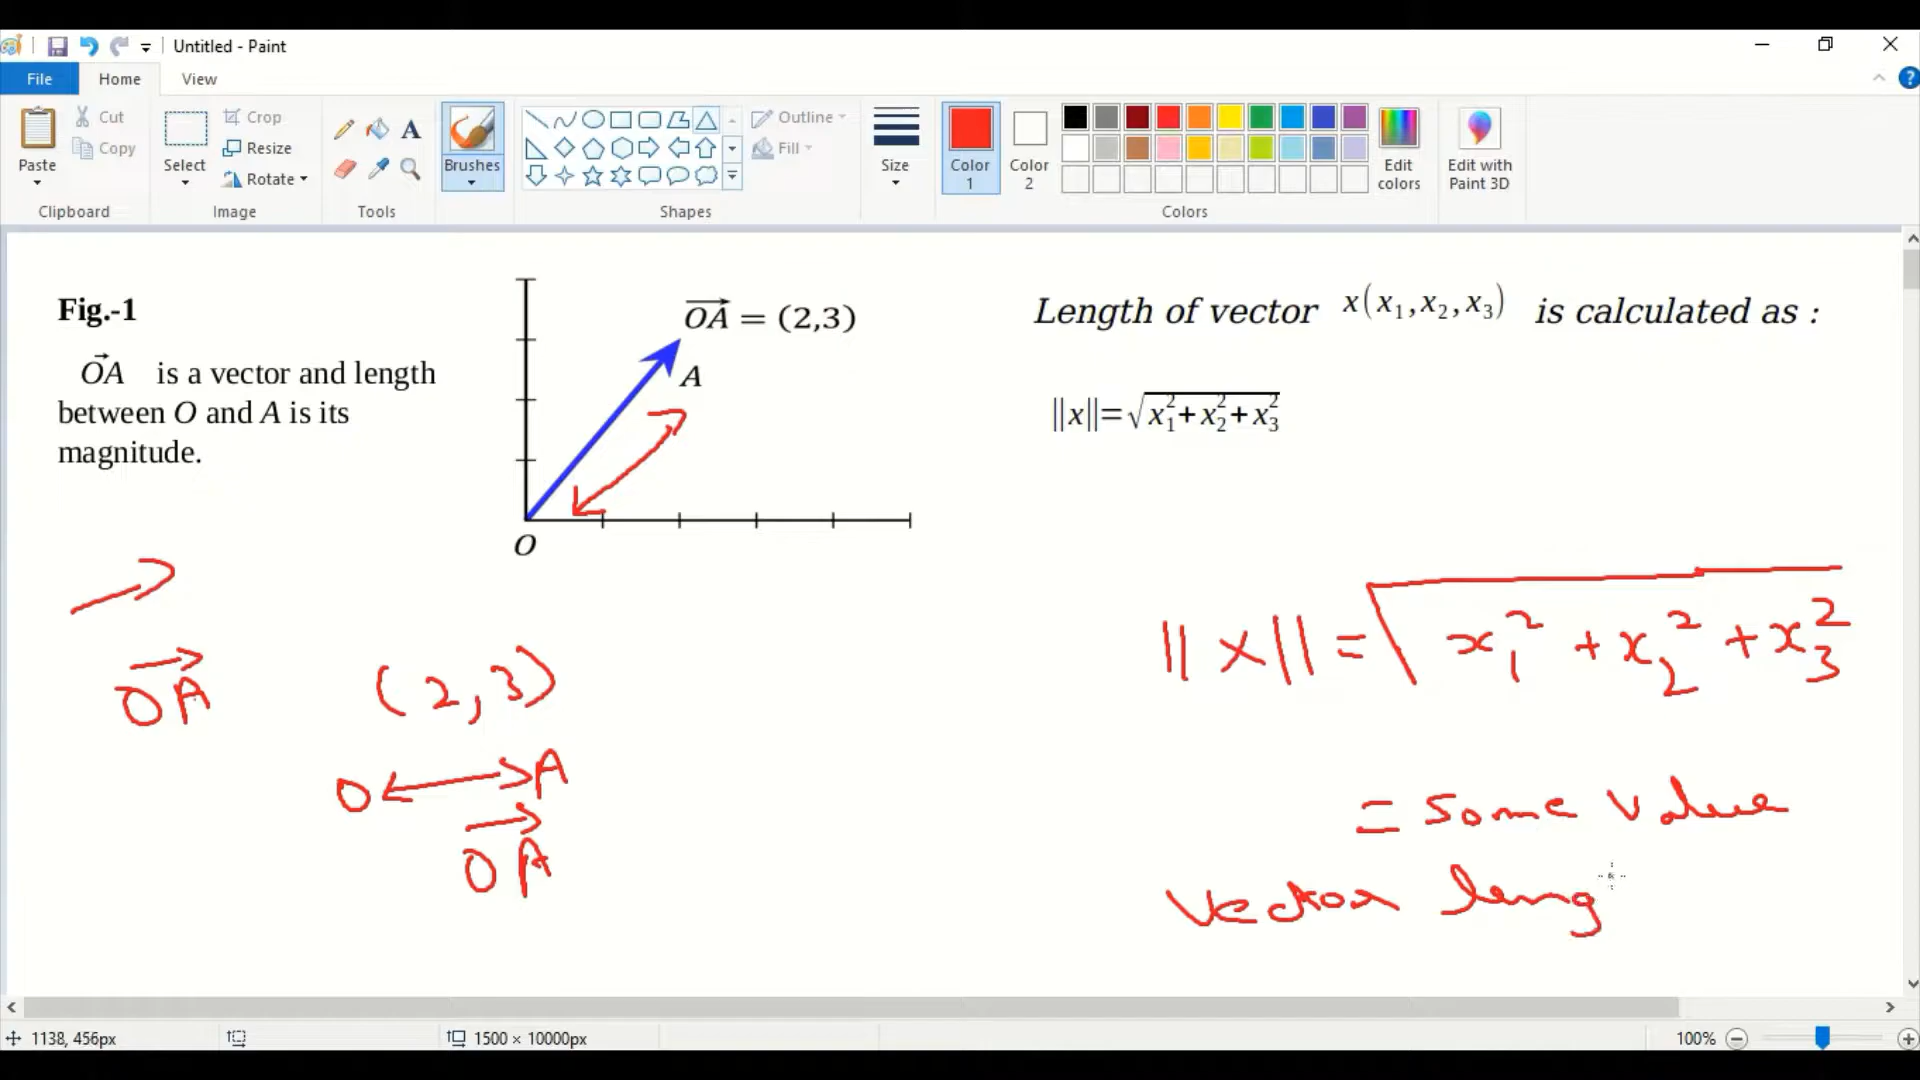 Untitled - Paint
File Home View
Paste
Cut
Copy
Clipboard
Select
Crop
Resize
Rotate
Image
A
Tools
Brushes
Shapes
Outline
Fill
Size
Color 1
Color 2
Edit colors
Edit with Paint 3D
Colors
?
Fig.-1
O⃗A is a vector and length
between O and A is its
magnitude.
O⃗A = (2,3)
A
O
Length of vector x(x₁,x₂,x₃) is calculated as :
||x||=√x₁²+x₂²+x₃²
OA
(2,3)
O A
OA
||x|| = √x₁² + x₂² + x₃²
= Some Value
Vector leng
1138, 456px
1500 × 10000px
100%